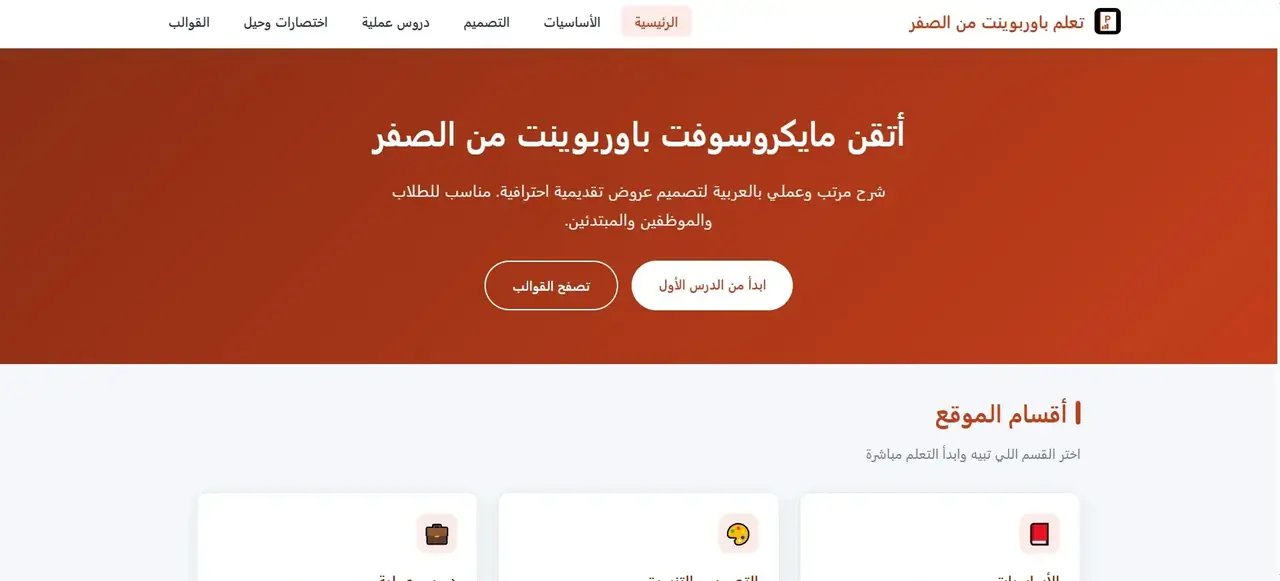 تعلم باوربوينت من الصفر
الرئيسية
الأساسيات
التصميم
دروس عملية
اختصارات وحيل
القوالب
أتقن مايكروسوفت باوربوينت من الصفر
شرح مرتب وعملي بالعربية لتصميم عروض تقديمية احترافية. مناسب للطلاب
والموظفين والمبتدئين.
ابدأ من الدرس الأول
تصفح القوالب
أقسام الموقع
اختر القسم اللي تبيه وابدأ التعلم مباشرة